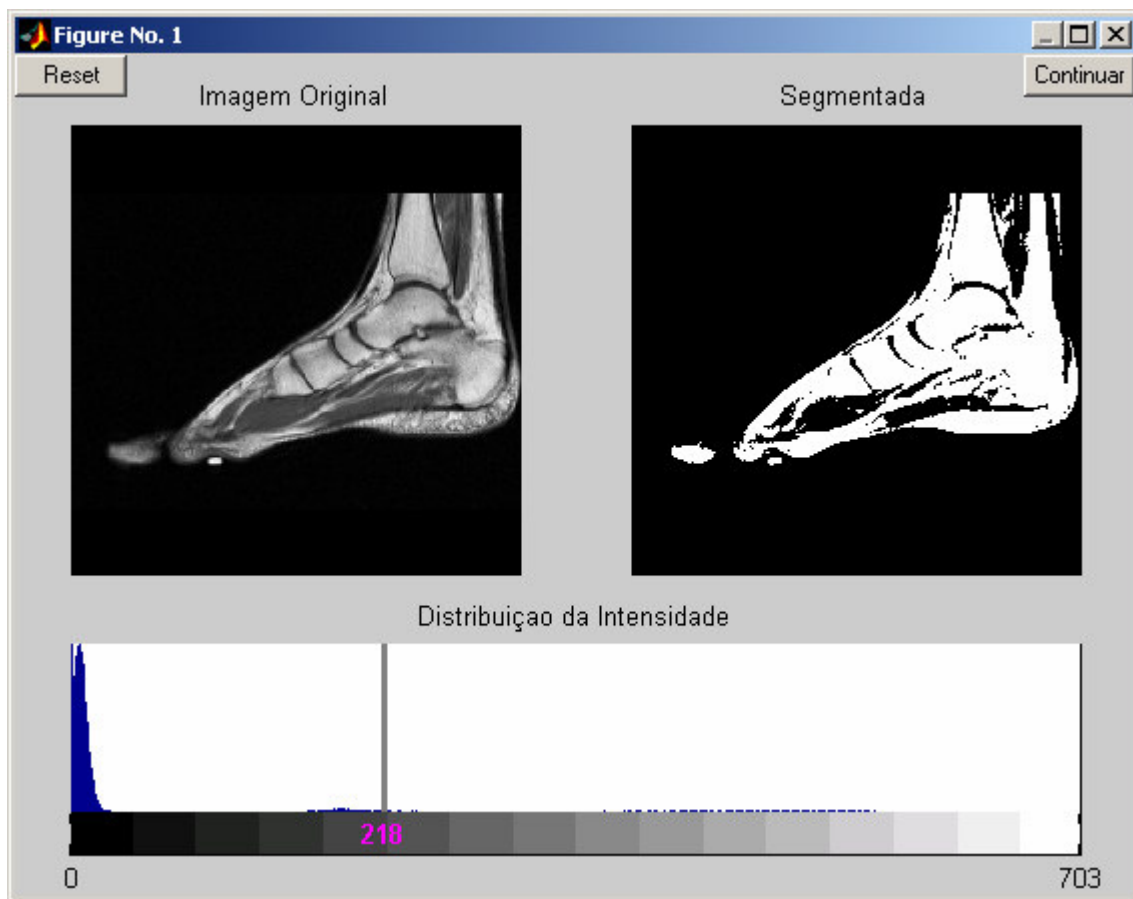 Figure No. 1
Reset
Continuar
Imagem Original
Segmentada
Distribuiçao da Intensidade
218
0
703